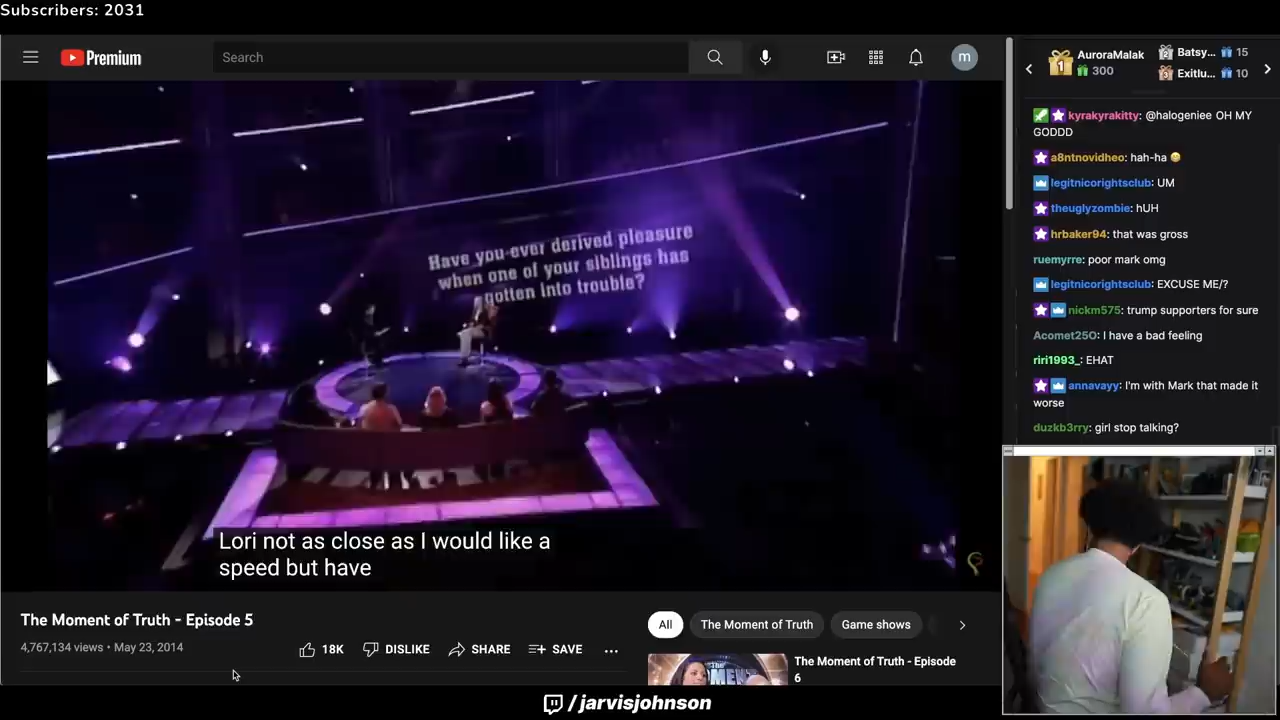 Subscribers: 2031
Premium
Search
m
Have you ever derived pleasure
when one of your siblings has
gotten into trouble?
Lori not as close as I would like a
speed but have
The Moment of Truth - Episode 5
4,767,134 views • May 23, 2014
18K
DISLIKE
SHARE
SAVE
All
The Moment of Truth
Game shows
The Moment of Truth - Episode
6
/jarvisjohnson
1
AuroraMalak
300
2 Batsy... 15
3 Exitlu... 10
kyrakyrakitty: @halogeniee OH MY
GODDD
a8ntnovidheo: hah-ha
legitnicorightsclub: UM
theuglyzombie: hUH
hrbaker94: that was gross
ruemyrre: poor mark omg
legitnicorightsclub: EXCUSE ME/?
nickm575: trump supporters for sure
Acomet250: I have a bad feeling
riri1993_: EHAT
annavayy: I'm with Mark that made it
worse
duzkb3rry: girl stop talking?